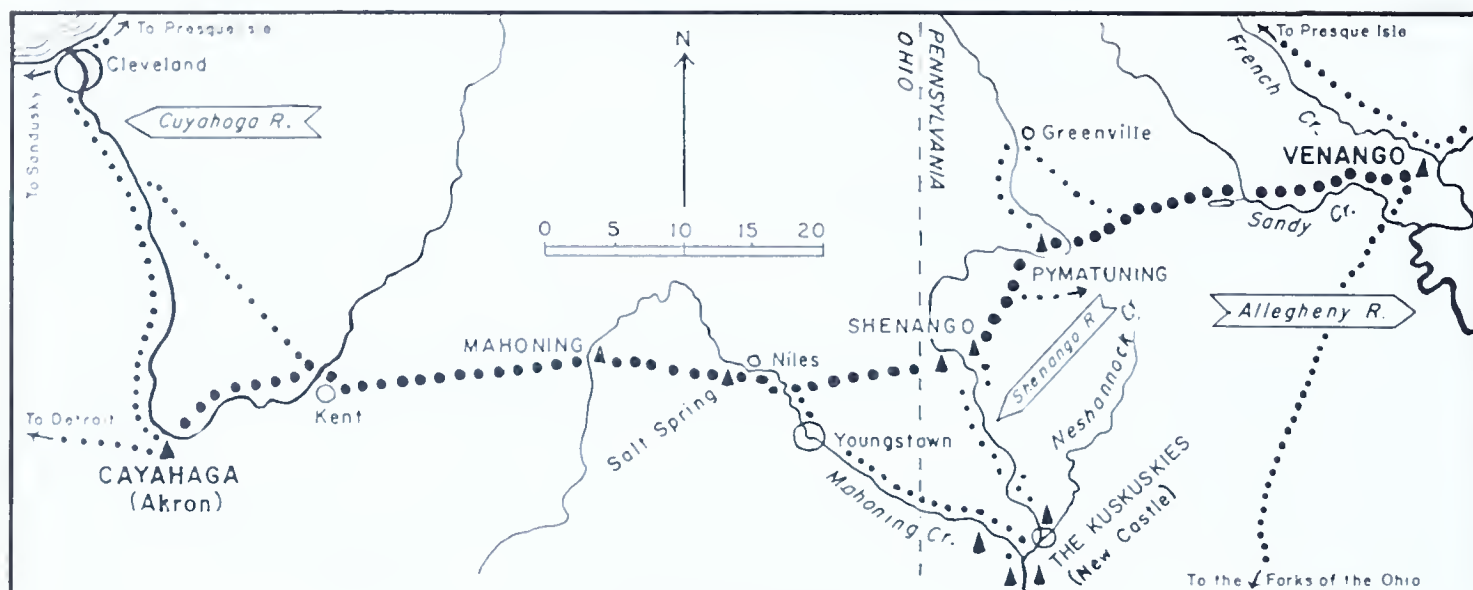 To Presque Isle
Cleveland
To Sandusky
Cuyahoga R.
N
0 5 10 15 20
OHIO
PENNSYLVANIA
Greenville
To Presque Isle
French
Cr.
VENANGO
Sandy Cr.
PYMATUNING
Allegheny R.
SHENANGO
Shenango R.
Neshannock Cr.
MAHONING
Niles
Kent
Salt Spring
Youngstown
Mahoning Cr.
To Detroit
CAYAHAGA
(Akron)
THE KUSKUSKIES
(New Castle)
To the Forks of the Ohio